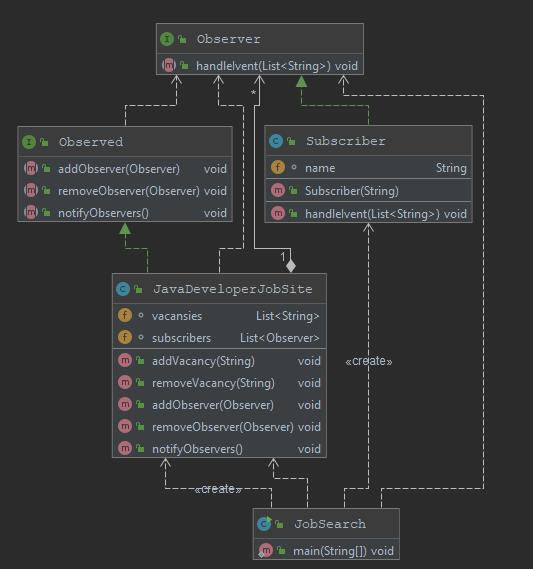 Observer
handleIvent(List<String>) void
*
Observed
addObserver(Observer) void
removeObserver(Observer) void
notifyObservers() void
Subscriber
name String
Subscriber(String)
handleIvent(List<String>) void
1
JavaDeveloperJobSite
vacansies List<String>
subscribers List<Observer>
addVacancy(String) void
removeVacancy(String) void
addObserver(Observer) void
removeObserver(Observer) void
notifyObservers() void
«create»
«create»
JobSearch
main(String[]) void